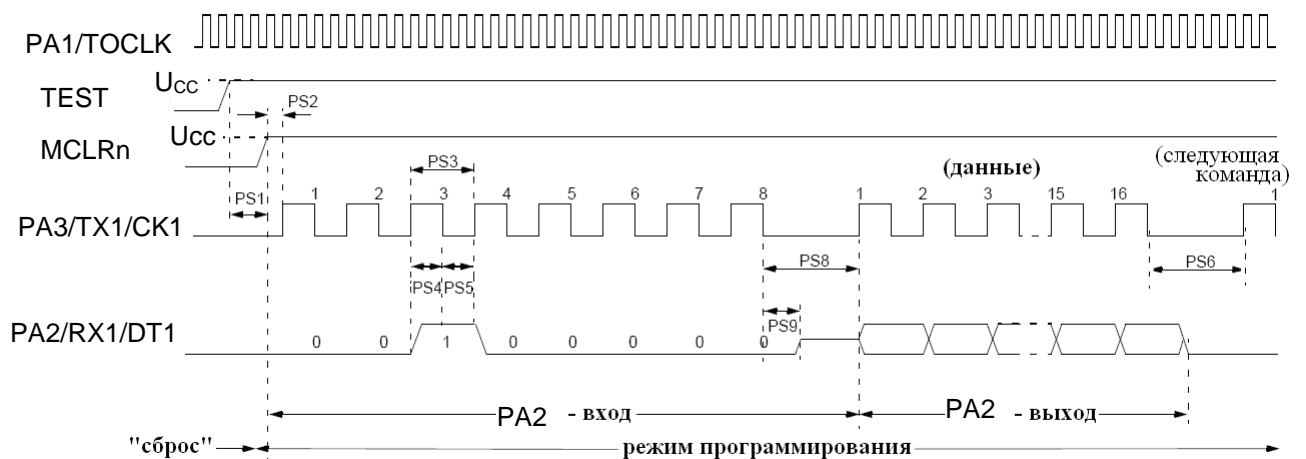 PA1/TOCLK
TEST
UCC
PS2
MCLRn
Ucc
PS1
PS3
(данные)
(следующая
команда)
PA3/TX1/CK1
1 2 3 4 5 6 7 8 1 2 3 15 16 1
PS4 PS5
PS8
PS6
PS9
PA2/RX1/DT1
0 0 1 0 0 0 0 0
PA2 - вход
PA2 - выход
"сброс"
режим программирования